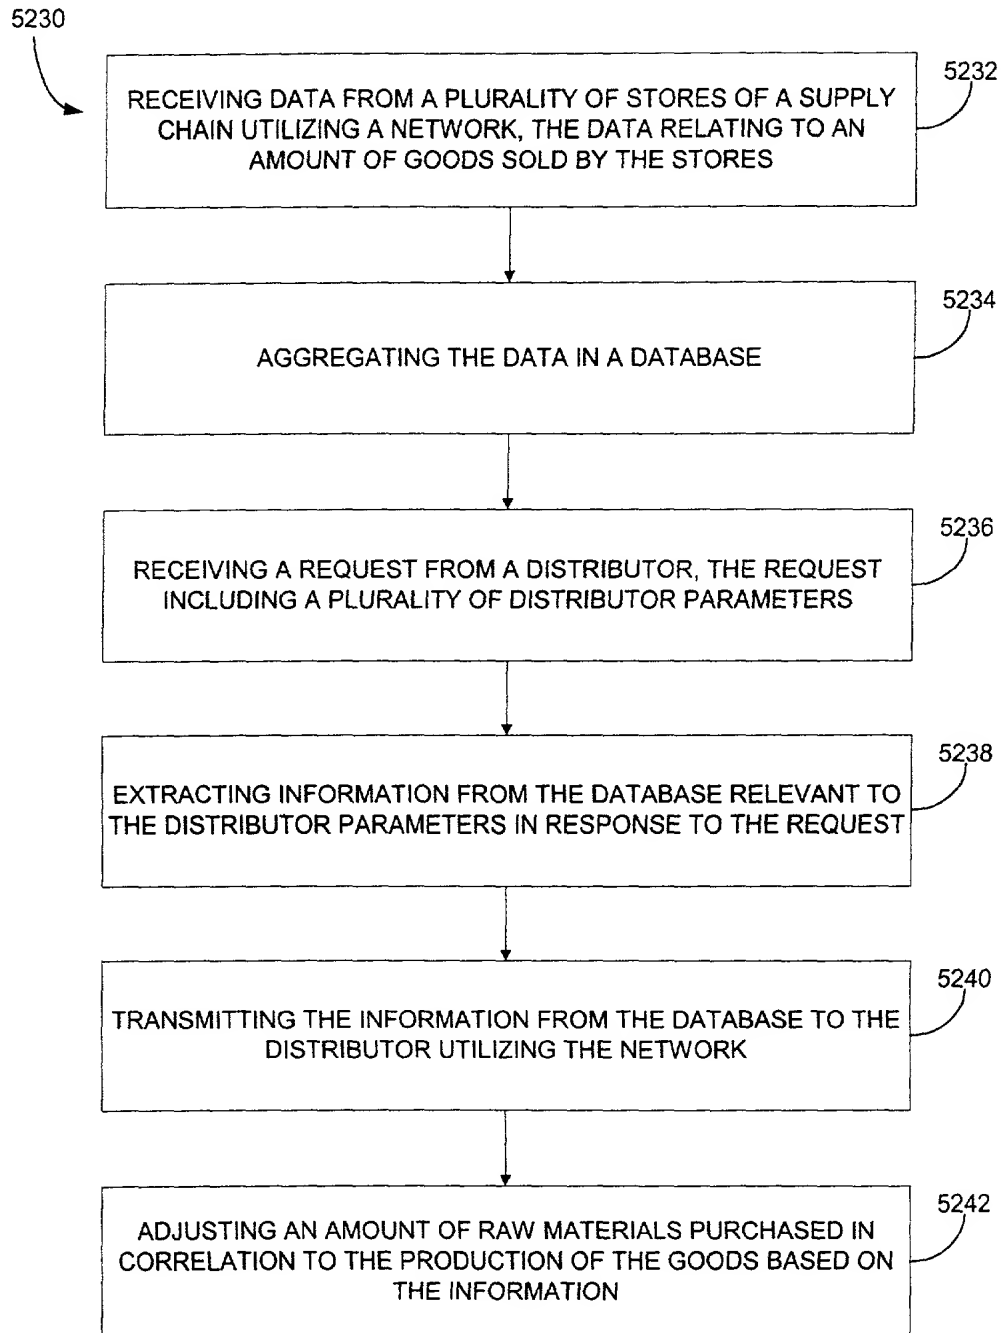 5230
5232
RECEIVING DATA FROM A PLURALITY OF STORES OF A SUPPLY
CHAIN UTILIZING A NETWORK, THE DATA RELATING TO AN
AMOUNT OF GOODS SOLD BY THE STORES
5234
AGGREGATING THE DATA IN A DATABASE
5236
RECEIVING A REQUEST FROM A DISTRIBUTOR, THE REQUEST
INCLUDING A PLURALITY OF DISTRIBUTOR PARAMETERS
5238
EXTRACTING INFORMATION FROM THE DATABASE RELEVANT TO
THE DISTRIBUTOR PARAMETERS IN RESPONSE TO THE REQUEST
5240
TRANSMITTING THE INFORMATION FROM THE DATABASE TO THE
DISTRIBUTOR UTILIZING THE NETWORK
5242
ADJUSTING AN AMOUNT OF RAW MATERIALS PURCHASED IN
CORRELATION TO THE PRODUCTION OF THE GOODS BASED ON
THE INFORMATION